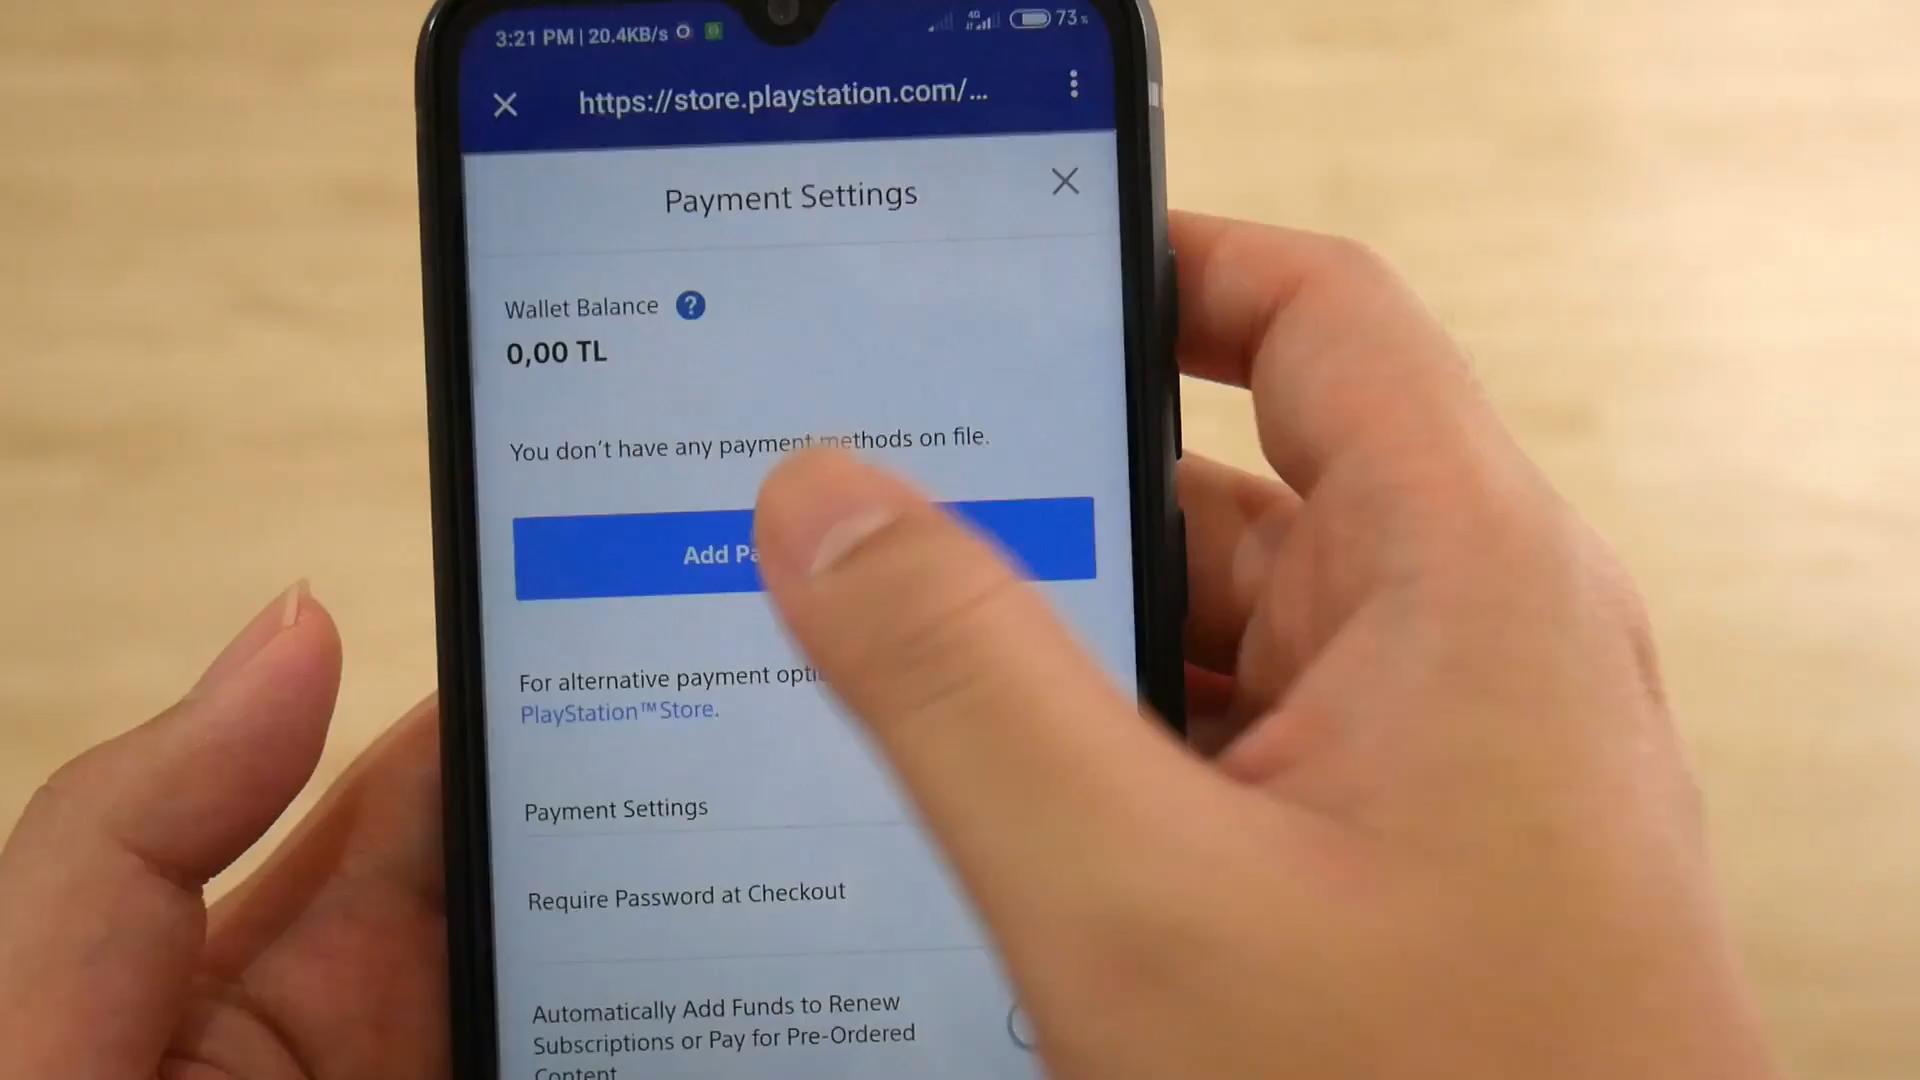 3:21 PM | 20.4KB/s
4G
73%
https://store.playstation.com/...
Payment Settings
Wallet Balance ?
0,00 TL
You don't have any payment methods on file.
Add
For alternative payment
PlayStation™Store.
Payment Settings
Require Password at Checkout
Automatically Add Funds to Renew
Subscriptions or Pay for Pre-Ordered
Content